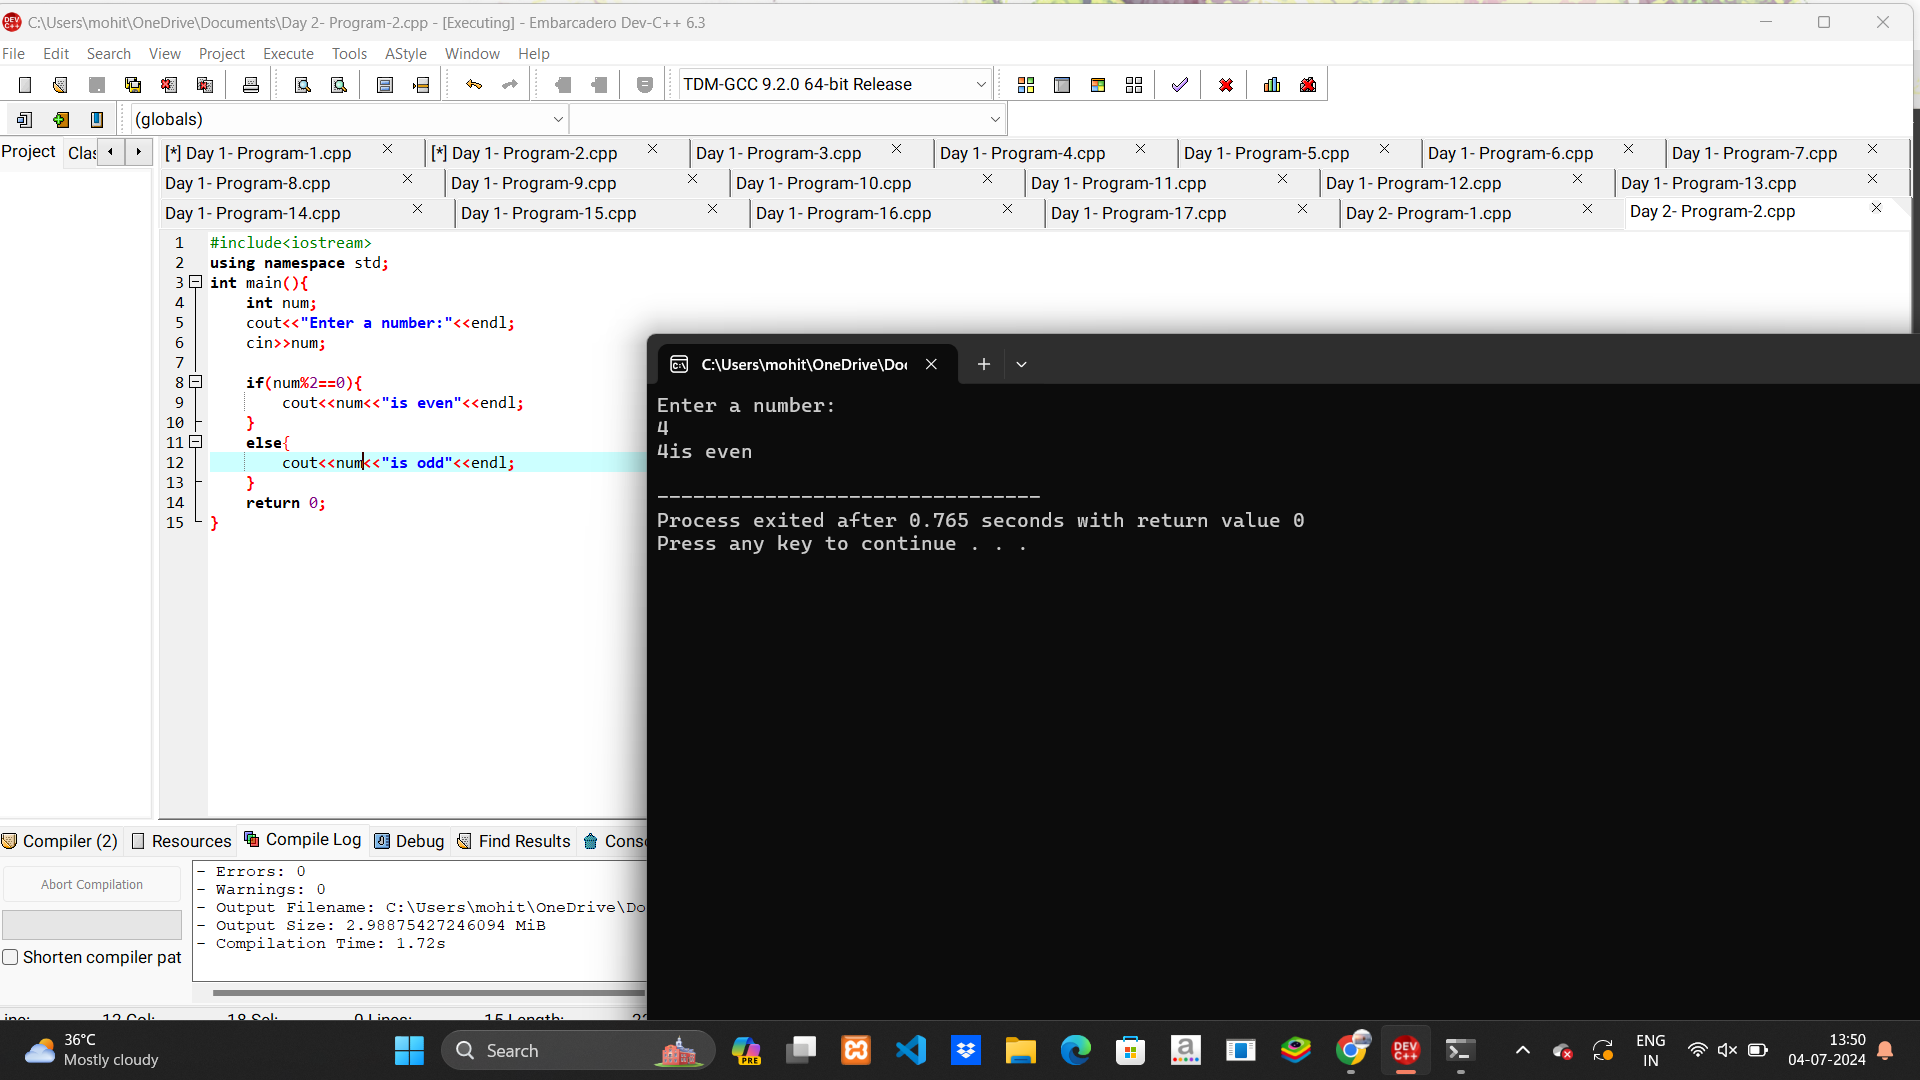 C:\Users\mohit\OneDrive\Documents\Day 2- Program-2.cpp - [Executing] - Embarcadero Dev-C++ 6.3
File Edit Search View Project Execute Tools AStyle Window Help
TDM-GCC 9.2.0 64-bit Release
(globals)
Project Clas
[*] Day 1- Program-1.cpp [*] Day 1- Program-2.cpp Day 1- Program-3.cpp Day 1- Program-4.cpp Day 1- Program-5.cpp Day 1- Program-6.cpp Day 1- Program-7.cpp
Day 1- Program-8.cpp Day 1- Program-9.cpp Day 1- Program-10.cpp Day 1- Program-11.cpp Day 1- Program-12.cpp Day 1- Program-13.cpp
Day 1- Program-14.cpp Day 1- Program-15.cpp Day 1- Program-16.cpp Day 1- Program-17.cpp Day 2- Program-1.cpp Day 2- Program-2.cpp
1 #include<iostream>
2 using namespace std;
3 int main(){
4 int num;
5 cout<<"Enter a number:"<<endl;
6 cin>>num;
7
8 if(num%2==0){
9 cout<<num<<"is even"<<endl;
10 }
11 else{
12 cout<<num<<"is odd"<<endl;
13 }
14 return 0;
15 }
C:\Users\mohit\OneDrive\Doc
Enter a number:
4
4is even
--------------------------------
Process exited after 0.765 seconds with return value 0
Press any key to continue . . .
Compiler (2) Resources Compile Log Debug Find Results Conso
Abort Compilation
Shorten compiler pat
- Errors: 0
- Warnings: 0
- Output Filename: C:\Users\mohit\OneDrive\Do
- Output Size: 2.98875427246094 MiB
- Compilation Time: 1.72s
12 Col: 18 Sel: 0 Lines: 15 Length:
36°C
Mostly cloudy
Search
PRE
DEV C++
ENG
IN
13:50
04-07-2024